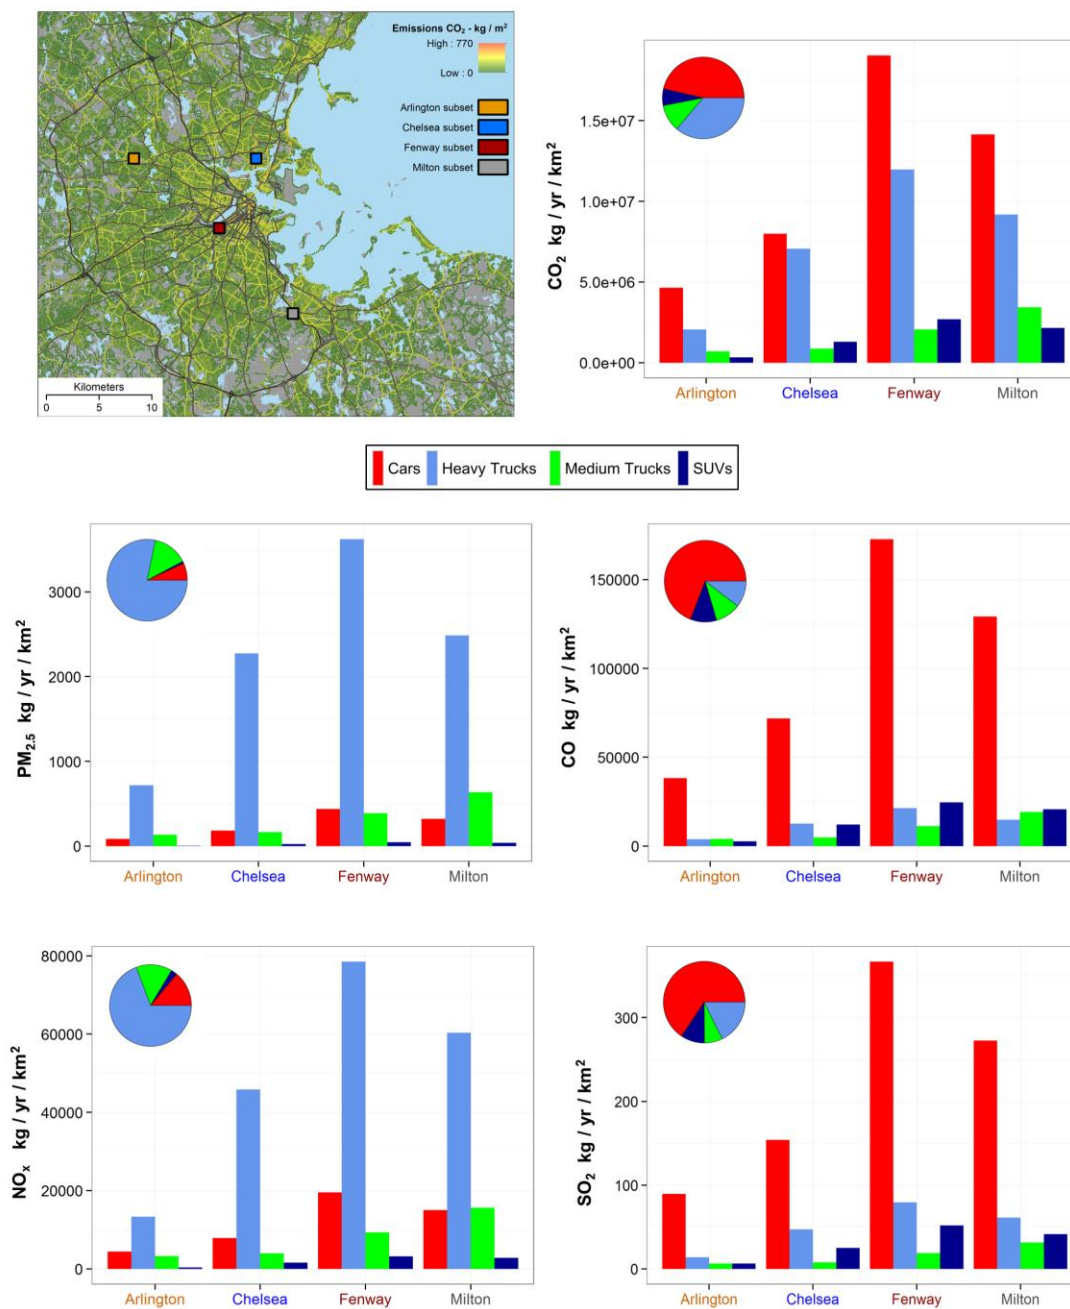 Emissions CO₂ - kg / m²
High : 770
Low : 0
Arlington subset
Chelsea subset
Fenway subset
Milton subset
Kilometers
0 5 10
CO₂ kg / yr / km²
1.5e+07
1.0e+07
5.0e+06
0.0e+00
Arlington Chelsea Fenway Milton
Cars Heavy Trucks Medium Trucks SUVs
PM₂.₅ kg / yr / km²
3000
2000
1000
0
Arlington Chelsea Fenway Milton
CO kg / yr / km²
150000
100000
50000
0
Arlington Chelsea Fenway Milton
NOₓ kg / yr / km²
80000
60000
40000
20000
0
Arlington Chelsea Fenway Milton
SO₂ kg / yr / km²
300
200
100
0
Arlington Chelsea Fenway Milton